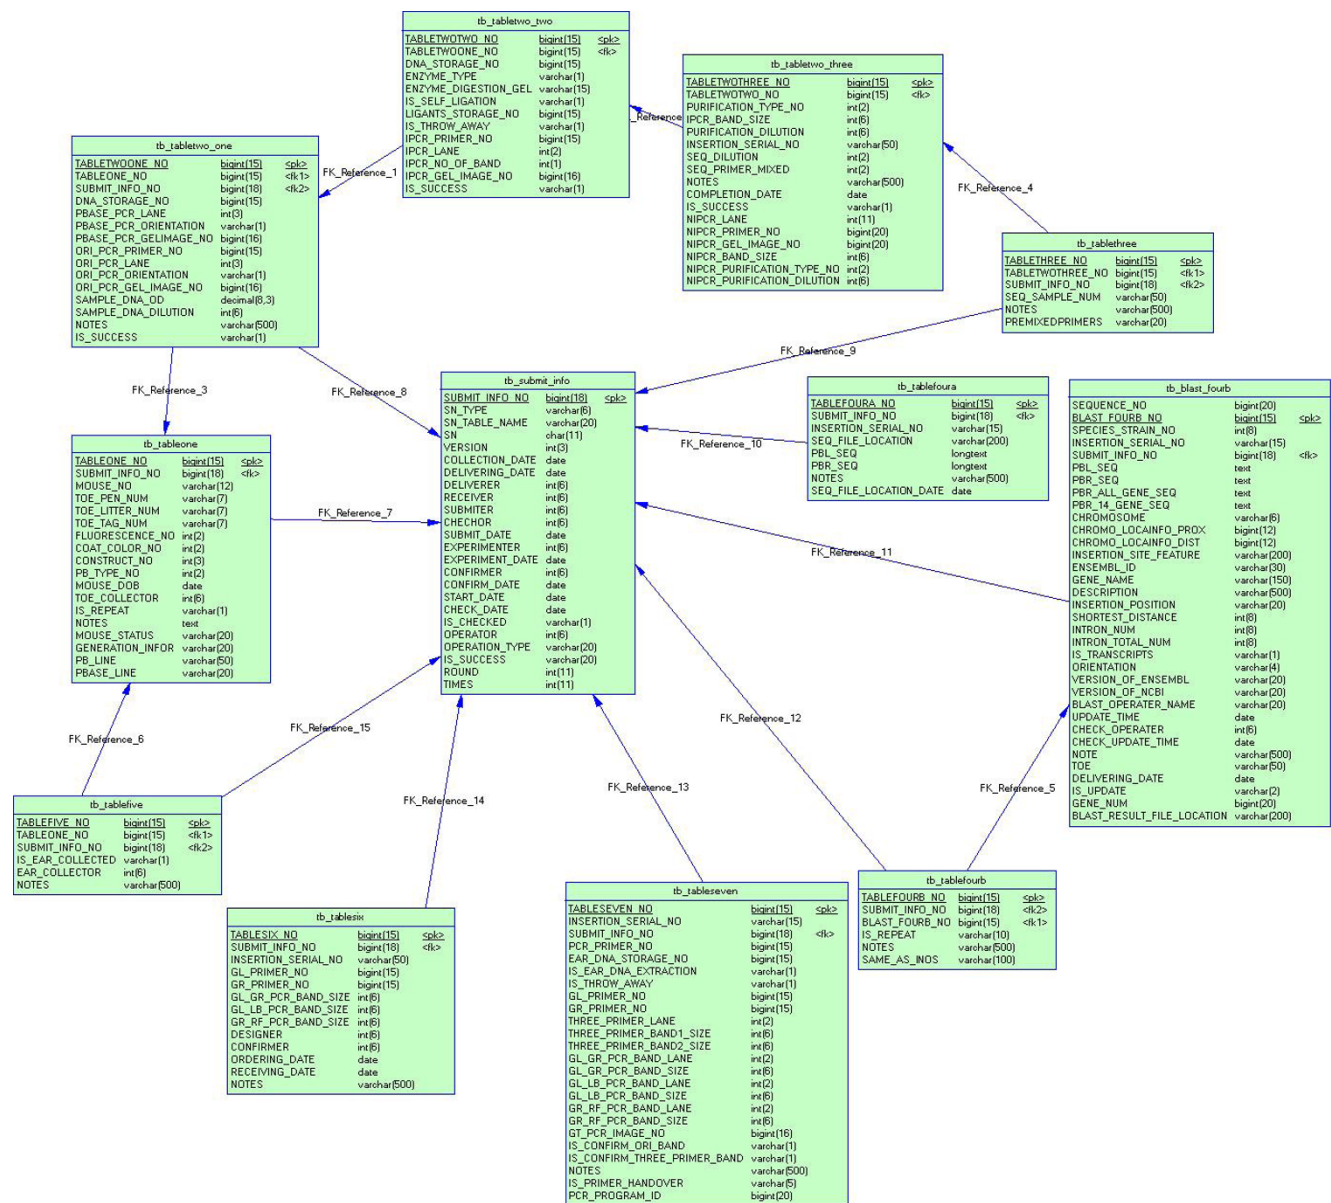 tb_tabletwo_two
TABLETWOTWO_NO bigint(15) <pk>
TABLETWOONE_NO bigint(15) <fk>
DNA_STORAGE_NO bigint(15)
ENZYME_TYPE varchar(1)
ENZYME_DIGESTION_GEL varchar(15)
IS_SELF_LIGATION varchar(1)
LIGANTS_STORAGE_NO bigint(15)
IS_THROW_AWAY varchar(1)
IPCR_PRIMER_NO bigint(15)
IPCR_LANE int(2)
IPCR_NO_OF_BAND int(1)
IPCR_GEL_IMAGE_NO bigint(16)
IS_SUCCESS varchar(1)
tb_tabletwo_three
TABLETWOTHREE_NO bigint(15) <pk>
TABLETWOTWO_NO bigint(15) <fk>
PURIFICATION_TYPE_NO int(2)
IPCR_BAND_SIZE int(6)
PURIFICATION_DILUTION int(6)
INSERTION_SERIAL_NO varchar(50)
SEQ_DILUTION int(2)
SEQ_PRIMER_MIXED int(2)
NOTES varchar(500)
COMPLETION_DATE date
IS_SUCCESS varchar(1)
NIPCR_LANE int(11)
NIPCR_PRIMER_NO bigint(20)
NIPCR_GEL_IMAGE_NO bigint(20)
NIPCR_BAND_SIZE int(6)
NIPCR_PURIFICATION_TYPE_NO int(2)
NIPCR_PURIFICATION_DILUTION int(6)
_Reference
tb_tabletwo_one
TABLETWOONE_NO bigint(15) <pk>
TABLEONE_NO bigint(15) <fk1>
SUBMIT_INFO_NO bigint(18) <fk2>
DNA_STORAGE_NO bigint(15)
PBASE_PCR_LANE int(3)
PBASE_PCR_ORIENTATION varchar(1)
PBASE_PCR_GELIMAGE_NO bigint(16)
ORI_PCR_PRIMER_NO bigint(15)
ORI_PCR_LANE int(3)
ORI_PCR_ORIENTATION varchar(1)
ORI_PCR_GEL_IMAGE_NO bigint(16)
SAMPLE_DNA_OD decimal(8,3)
SAMPLE_DNA_DILUTION int(6)
NOTES varchar(500)
IS_SUCCESS varchar(1)
FK_Reference_1
FK_Reference_4
tb_tablethree
TABLETHREE_NO bigint(15) <pk>
TABLETWOTHREE_NO bigint(15) <fk1>
SUBMIT_INFO_NO bigint(18) <fk2>
SEQ_SAMPLE_NUM varchar(50)
NOTES varchar(500)
PREMIXEDPRIMERS varchar(20)
FK_Reference_9
FK_Reference_3
FK_Reference_8
tb_submit_info
SUBMIT_INFO_NO bigint(18) <pk>
SN_TYPE varchar(6)
SN_TABLE_NAME varchar(20)
SN char(11)
VERSION int(3)
COLLECTION_DATE date
DELIVERING_DATE date
DELIVERER int(6)
RECEIVER int(6)
SUBMITER int(6)
CHECHOR int(6)
SUBMIT_DATE date
EXPERIMENTER int(6)
EXPERIMENT_DATE date
CONFIRMER int(6)
CONFIRM_DATE date
START_DATE date
CHECK_DATE date
IS_CHECKED varchar(1)
OPERATOR int(6)
OPERATION_TYPE varchar(20)
IS_SUCCESS varchar(20)
ROUND int(11)
TIMES int(11)
tb_tablefoura
TABLEFOURA_NO bigint(15) <pk>
SUBMIT_INFO_NO bigint(18) <fk>
INSERTION_SERIAL_NO varchar(15)
SEQ_FILE_LOCATION varchar(200)
PBL_SEQ longtext
PBR_SEQ longtext
NOTES varchar(500)
SEQ_FILE_LOCATION_DATE date
FK_Reference_10
tb_blast_fourb
SEQUENCE_NO bigint(20)
BLAST_FOURB_NO bigint(15) <pk>
SPECIES_STRAIN_NO int(8)
INSERTION_SERIAL_NO varchar(15)
SUBMIT_INFO_NO bigint(18) <fk>
PBL_SEQ text
PBR_SEQ text
PBR_ALL_GENE_SEQ text
PBR_14_GENE_SEQ text
CHROMOSOME varchar(6)
CHROMO_LOCAINFO_PROX bigint(12)
CHROMO_LOCAINFO_DIST bigint(12)
INSERTION_SITE_FEATURE varchar(200)
ENSEMBL_ID varchar(30)
GENE_NAME varchar(150)
DESCRIPTION varchar(500)
INSERTION_POSITION varchar(20)
SHORTEST_DISTANCE int(8)
INTRON_NUM int(8)
INTRON_TOTAL_NUM int(8)
IS_TRANSCRIPTS varchar(1)
ORIENTATION varchar(4)
VERSION_OF_ENSEMBL varchar(20)
VERSION_OF_NCBI varchar(20)
BLAST_OPERATER_NAME varchar(20)
UPDATE_TIME date
CHECK_OPERATER int(6)
CHECK_UPDATE_TIME date
NOTE varchar(500)
TOE varchar(50)
DELIVERING_DATE date
IS_UPDATE varchar(2)
GENE_NUM bigint(20)
BLAST_RESULT_FILE_LOCATION varchar(200)
tb_tableone
TABLEONE_NO bigint(15) <pk>
SUBMIT_INFO_NO bigint(18) <fk>
MOUSE_NO varchar(12)
TOE_PEN_NUM varchar(7)
TOE_LITTER_NUM varchar(7)
TOE_TAG_NUM varchar(7)
FLUORESCENCE_NO int(2)
COAT_COLOR_NO int(2)
CONSTRUCT_NO int(3)
PB_TYPE_NO int(2)
MOUSE_DOB date
TOE_COLLECTOR int(6)
IS_REPEAT varchar(1)
NOTES text
MOUSE_STATUS varchar(20)
GENERATION_INFOR varchar(20)
PB_LINE varchar(50)
PBASE_LINE varchar(20)
FK_Reference_7
FK_Reference_11
FK_Reference_12
FK_Reference_15
FK_Reference_6
FK_Reference_14
FK_Reference_13
FK_Reference_5
tb_tablefive
TABLEFIVE_NO bigint(15) <pk>
TABLEONE_NO bigint(15) <fk1>
SUBMIT_INFO_NO bigint(18) <fk2>
IS_EAR_COLLECTED varchar(1)
EAR_COLLECTOR int(6)
NOTES varchar(500)
tb_tablesix
TABLESIX_NO bigint(15) <pk>
SUBMIT_INFO_NO bigint(18) <fk>
INSERTION_SERIAL_NO varchar(50)
GL_PRIMER_NO bigint(15)
GR_PRIMER_NO bigint(15)
GL_GR_PCR_BAND_SIZE int(6)
GL_LB_PCR_BAND_SIZE int(6)
GR_RF_PCR_BAND_SIZE int(6)
DESIGNER int(6)
CONFIRMER int(6)
ORDERING_DATE date
RECEIVING_DATE date
NOTES varchar(500)
tb_tableseven
TABLESEVEN_NO bigint(15) <pk>
INSERTION_SERIAL_NO varchar(15)
SUBMIT_INFO_NO bigint(18) <fk>
PCR_PRIMER_NO bigint(15)
EAR_DNA_STORAGE_NO bigint(15)
IS_EAR_DNA_EXTRACTION varchar(1)
IS_THROW_AWAY varchar(1)
GL_PRIMER_NO bigint(15)
GR_PRIMER_NO bigint(15)
THREE_PRIMER_LANE int(2)
THREE_PRIMER_BAND1_SIZE int(6)
THREE_PRIMER_BAND2_SIZE int(6)
GL_GR_PCR_BAND_LANE int(2)
GL_GR_PCR_BAND_SIZE int(6)
GL_LB_PCR_BAND_LANE int(2)
GL_LB_PCR_BAND_SIZE int(6)
GR_RF_PCR_BAND_LANE int(2)
GR_RF_PCR_BAND_SIZE int(6)
GT_PCR_IMAGE_NO bigint(16)
IS_CONFIRM_ORI_BAND varchar(1)
IS_CONFIRM_THREE_PRIMER_BAND varchar(1)
NOTES varchar(500)
IS_PRIMER_HANDOVER varchar(5)
PCR_PROGRAM_ID bigint(20)
tb_tablefourb
TABLEFOURB_NO bigint(15) <pk>
SUBMIT_INFO_NO bigint(18) <fk2>
BLAST_FOURB_NO bigint(15) <fk1>
IS_REPEAT varchar(10)
NOTES varchar(500)
SAME_AS_INOS varchar(100)